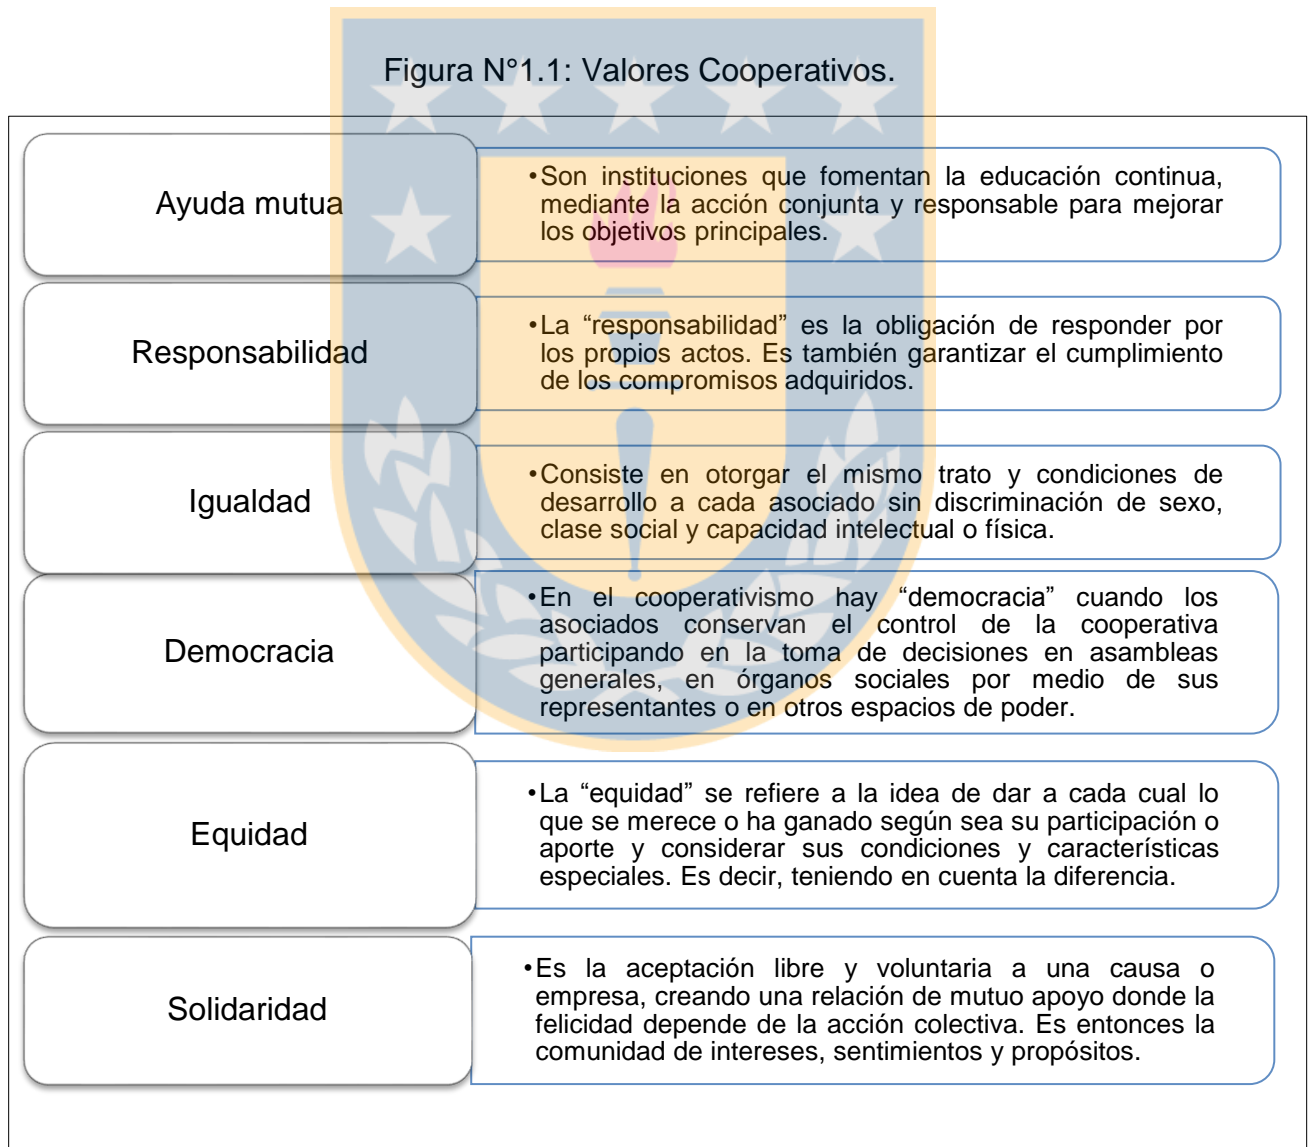 Figura N°1.1: Valores Cooperativos.
Ayuda mutua
•Son instituciones que fomentan la educación continua,
mediante la acción conjunta y responsable para mejorar
los objetivos principales.
Responsabilidad
•La “responsabilidad” es la obligación de responder por
los propios actos. Es también garantizar el cumplimiento
de los compromisos adquiridos.
Igualdad
•Consiste en otorgar el mismo trato y condiciones de
desarrollo a cada asociado sin discriminación de sexo,
clase social y capacidad intelectual o física.
Democracia
•En el cooperativismo hay “democracia” cuando los
asociados conservan el control de la cooperativa
participando en la toma de decisiones en asambleas
generales, en órganos sociales por medio de sus
representantes o en otros espacios de poder.
Equidad
•La “equidad” se refiere a la idea de dar a cada cual lo
que se merece o ha ganado según sea su participación o
aporte y considerar sus condiciones y características
especiales. Es decir, teniendo en cuenta la diferencia.
Solidaridad
•Es la aceptación libre y voluntaria a una causa o
empresa, creando una relación de mutuo apoyo donde la
felicidad depende de la acción colectiva. Es entonces la
comunidad de intereses, sentimientos y propósitos.